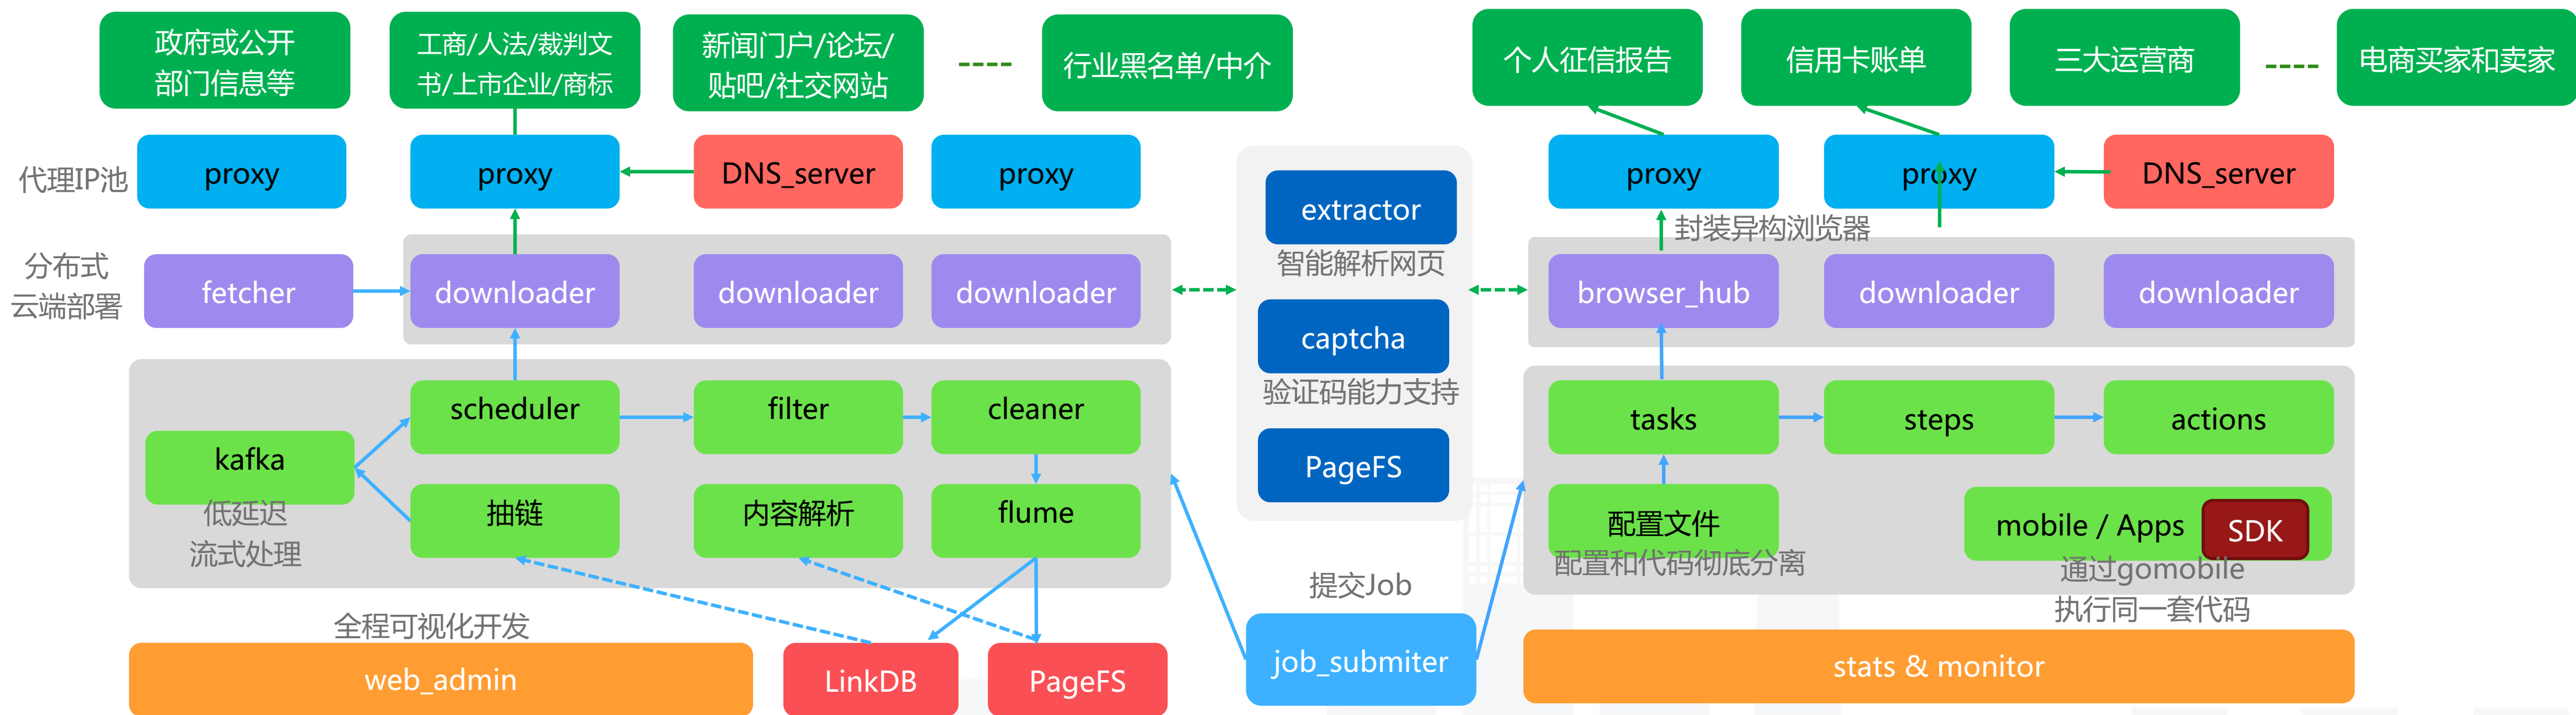 政府或公开
部门信息等
工商/人法/裁判文
书/上市企业/商标
新闻门户/论坛/
贴吧/社交网站
行业黑名单/中介
个人征信报告
信用卡账单
三大运营商
电商买家和卖家
代理IP池
proxy
proxy
DNS_server
proxy
proxy
proxy
DNS_server
extractor
智能解析网页
封装异构浏览器
分布式
云端部署
fetcher
downloader
downloader
downloader
browser_hub
downloader
downloader
captcha
验证码能力支持
PageFS
scheduler
filter
cleaner
kafka
低延迟
流式处理
抽链
内容解析
flume
tasks
steps
actions
配置文件
配置和代码彻底分离
mobile / Apps
SDK
通过gomobile
执行同一套代码
全程可视化开发
web_admin
LinkDB
PageFS
提交Job
job_submiter
stats & monitor